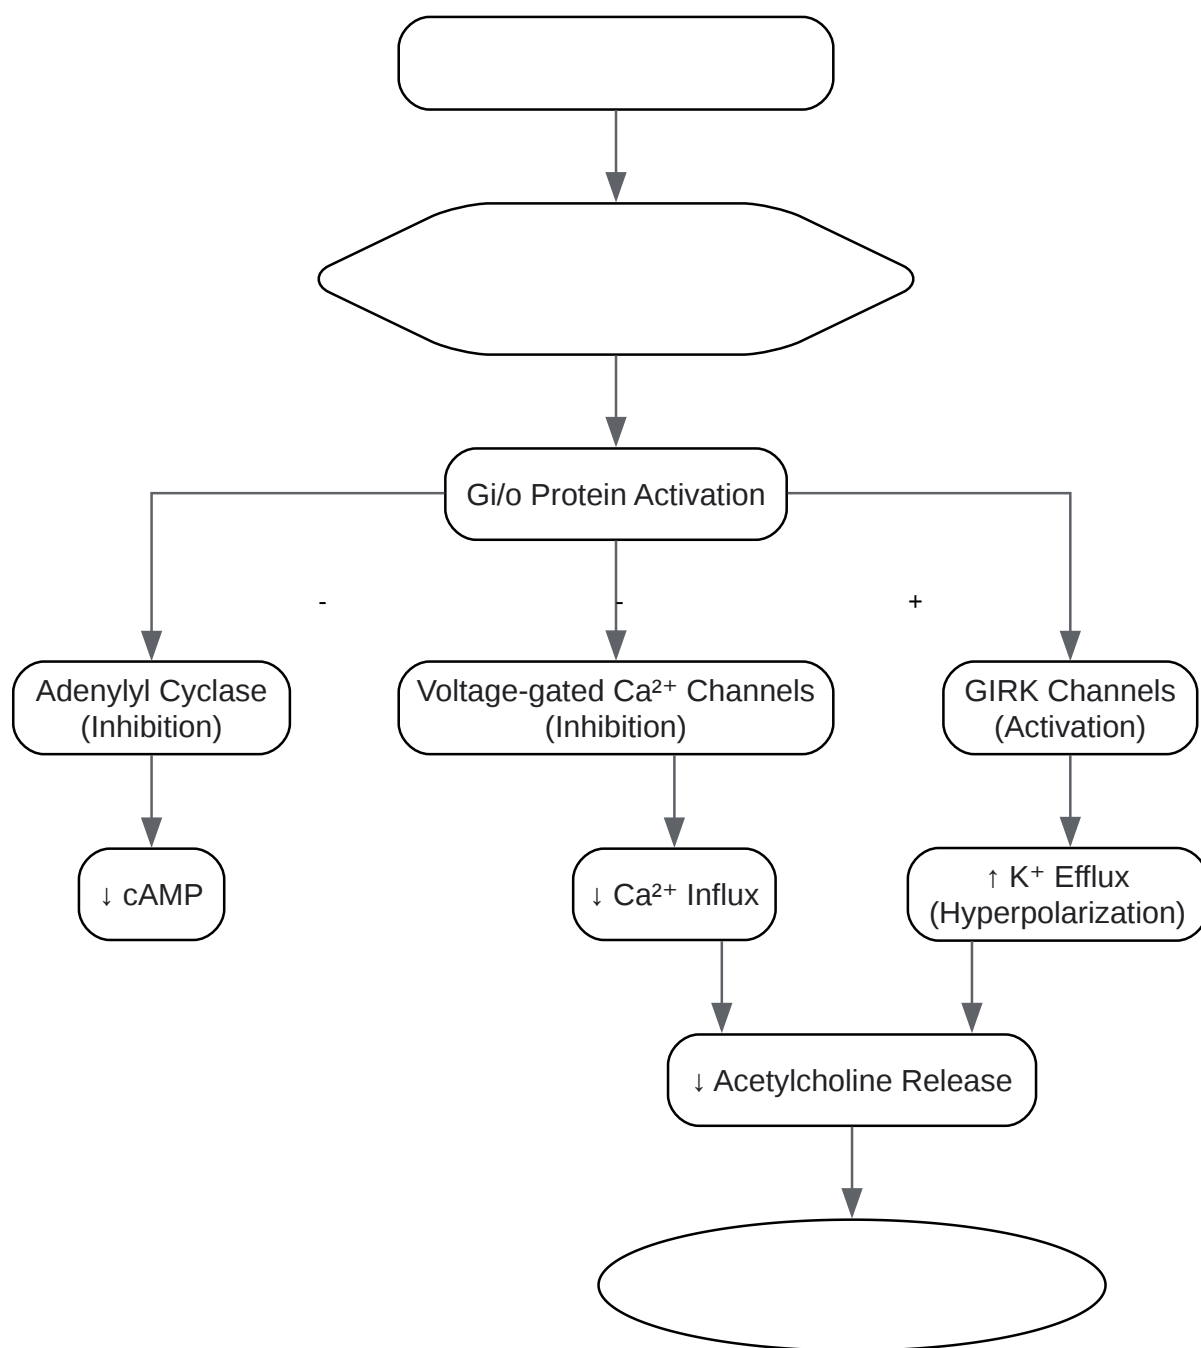 Gi/o Protein Activation
-
-
+
Adenylyl Cyclase
(Inhibition)
Voltage-gated Ca²⁺ Channels
(Inhibition)
GIRK Channels
(Activation)
↓ cAMP
↓ Ca²⁺ Influx
↑ K⁺ Efflux
(Hyperpolarization)
↓ Acetylcholine Release